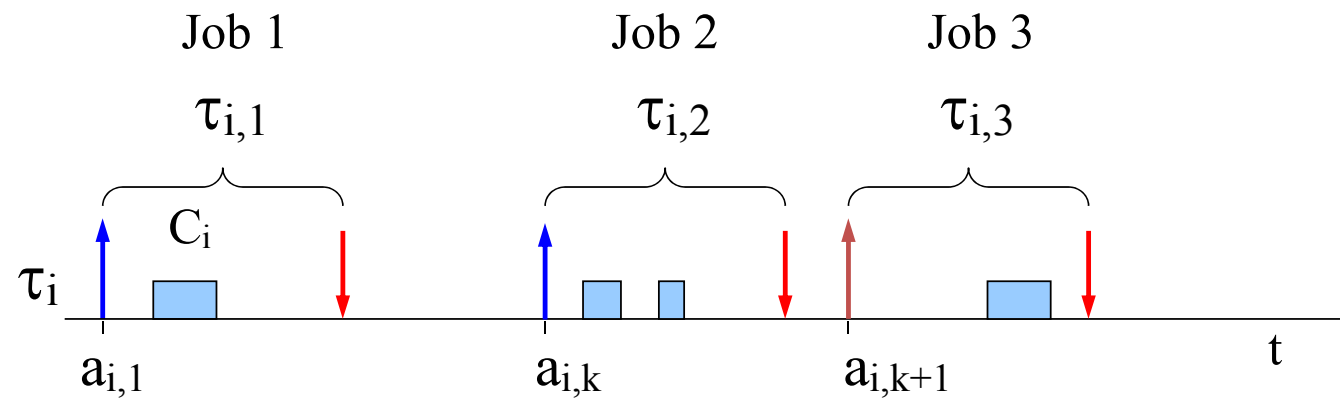 Job 1 Job 2 Job 3
τi,1 τi,2 τi,3
Ci
τi
t
ai,1 ai,k ai,k+1